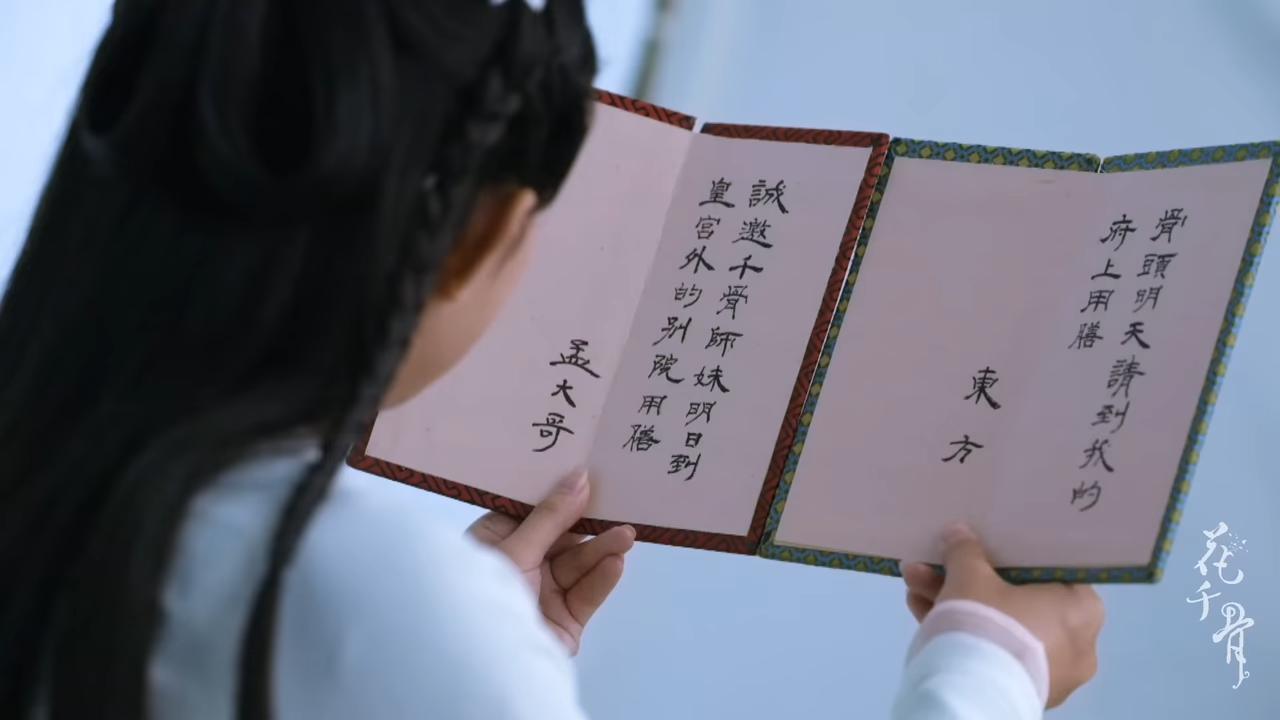 骨頭明天請到我的
府上用膳
東方
誠邀千骨師妹明日到
皇宮外的別院用膳
孟大哥
花千骨